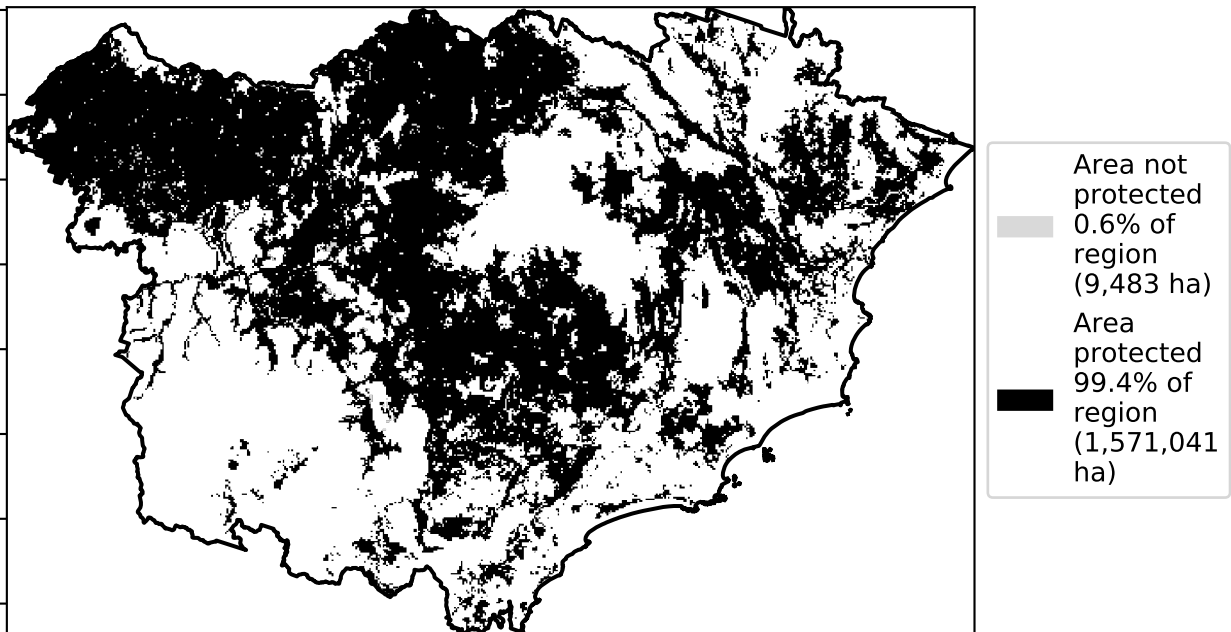 Area not
protected
0.6% of
region
(9,483 ha)
Area
protected
99.4% of
region
(1,571,041
ha)